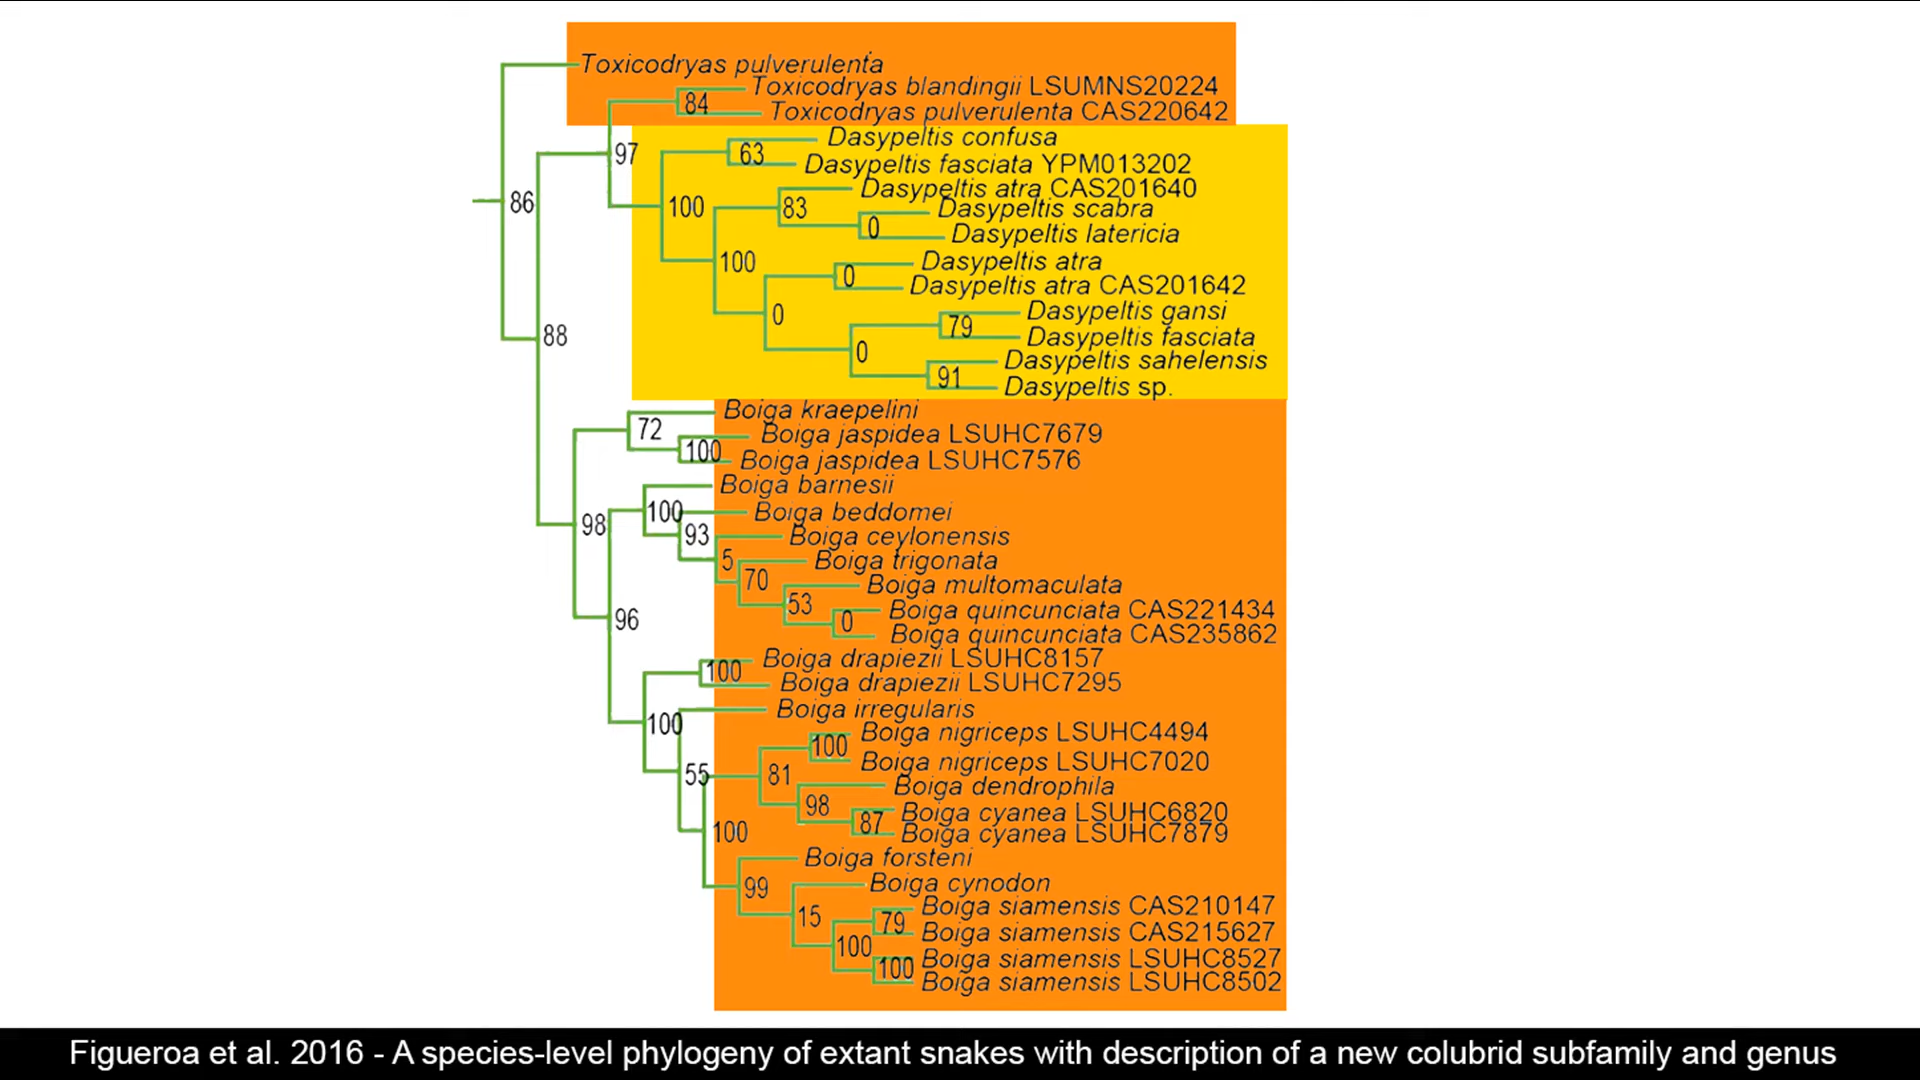 Toxicodryas pulverulenta
Toxicodryas blandingii LSUMNS20224
84
Toxicodryas pulverulenta CAS220642
Dasypeltis confusa
97
63
Dasypeltis fasciata YPM013202
Dasypeltis atra CAS201640
86
100
83
Dasypeltis scabra
0
Dasypeltis latericia
100
Dasypeltis atra
0
Dasypeltis atra CAS201642
0
Dasypeltis gansi
79
88
Dasypeltis fasciata
0
Dasypeltis sahelensis
91
Dasypeltis sp.
Boiga kraepelini
72
Boiga jaspidea LSUHC7679
100
Boiga jaspidea LSUHC7576
Boiga barnesii
100
Boiga beddomei
98
93
Boiga ceylonensis
5
Boiga trigonata
70
Boiga multomaculata
53
Boiga quincunciata CAS221434
96
0
Boiga quincunciata CAS235862
Boiga drapiezii LSUHC8157
100
Boiga drapiezii LSUHC7295
Boiga irregularis
100
Boiga nigriceps LSUHC4494
100
Boiga nigriceps LSUHC7020
55
81
Boiga dendrophila
98
Boiga cyanea LSUHC6820
87
Boiga cyanea LSUHC7879
100
Boiga forsteni
99
Boiga cynodon
Boiga siamensis CAS210147
15
79
Boiga siamensis CAS215627
100
Boiga siamensis LSUHC8527
100
Boiga siamensis LSUHC8502
Figueroa et al. 2016 - A species-level phylogeny of extant snakes with description of a new colubrid subfamily and genus